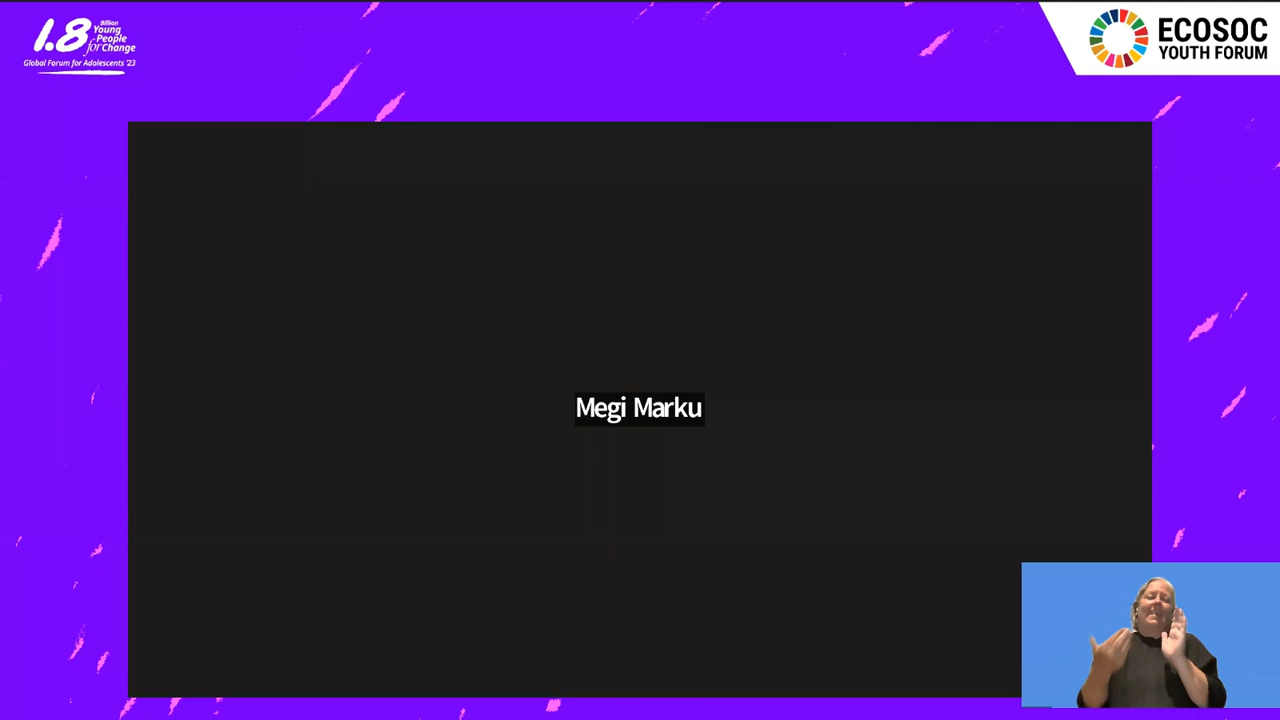 1.8 Billion
Young
People
for Change
Global Forum for Adolescents '23
ECOSOC
YOUTH FORUM
Megi Marku